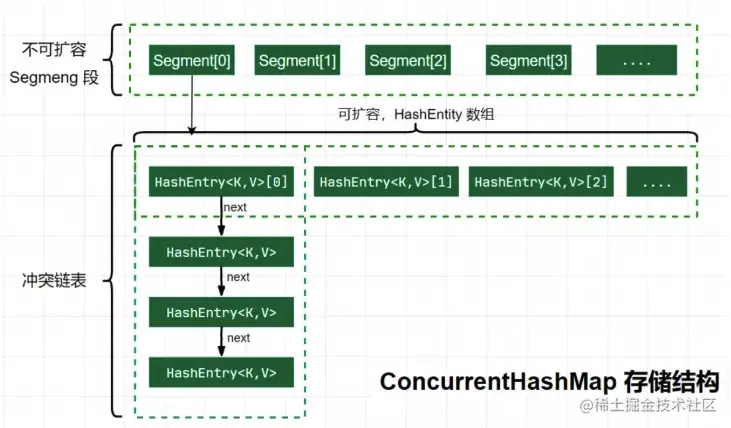 不可扩容
Segmeng 段
Segment[0]
Segment[1]
Segment[2]
Segment[3]
....
可扩容，HashEntity 数组
冲突链表
HashEntry<K,V>[0]
HashEntry<K,V>[1]
HashEntry<K,V>[2]
....
next
HashEntry<K,V>
next
HashEntry<K,V>
next
HashEntry<K,V>
ConcurrentHashMap 存储结构
@稀土掘金技术社区